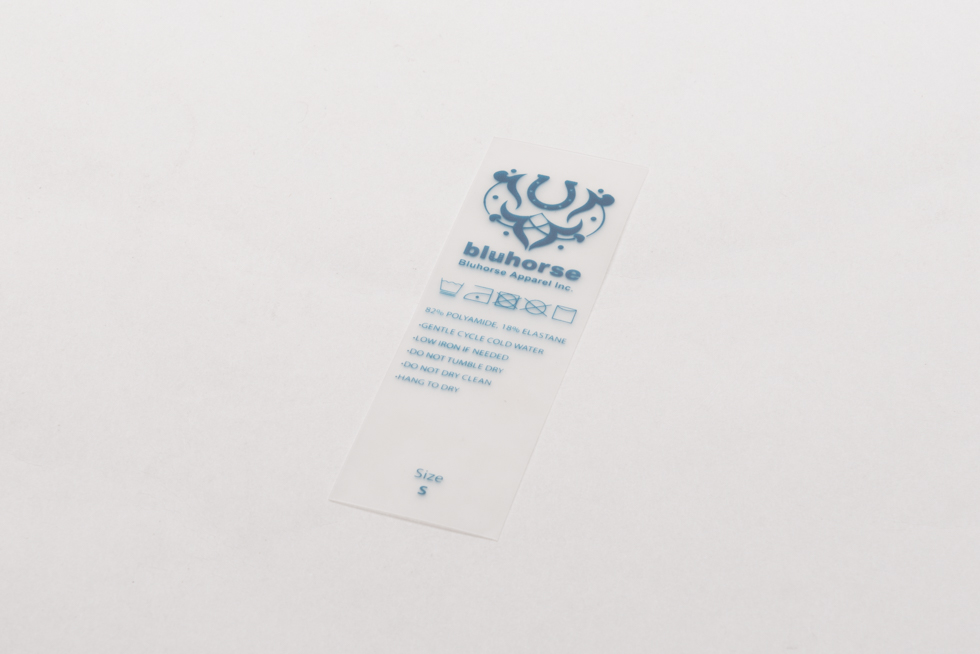 bluhorse
Bluhorse Apparel Inc.
82% POLYAMIDE, 18% ELASTANE
•GENTLE CYCLE COLD WATER
•LOW IRON IF NEEDED
•DO NOT TUMBLE DRY
•DO NOT DRY CLEAN
•HANG TO DRY
Size
S